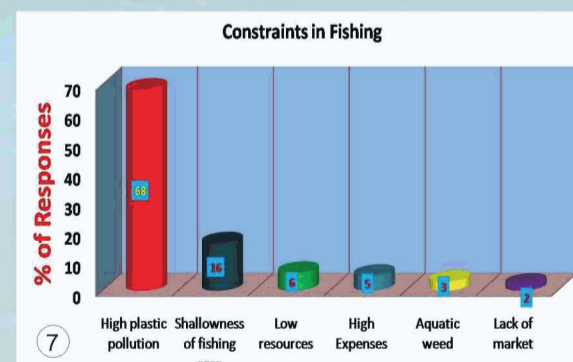 Constraints in Fishing
% of Responses
70
60
50
40
30
20
10
0
68
16
6
5
3
2
High plastic pollution
Shallowness of fishing
Low resources
High Expenses
Aquatic weed
Lack of market
7